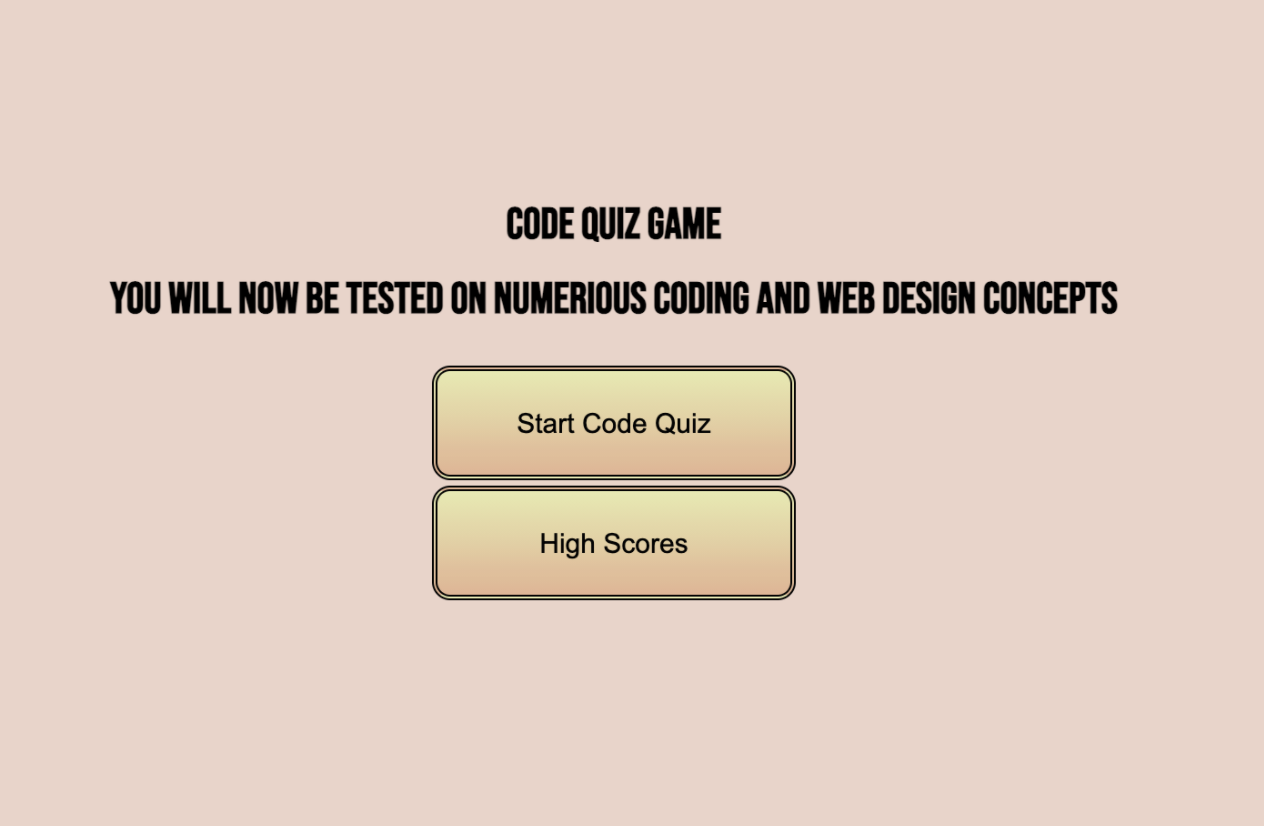 CODE QUIZ GAME
YOU WILL NOW BE TESTED ON NUMERIOUS CODING AND WEB DESIGN CONCEPTS
Start Code Quiz
High Scores